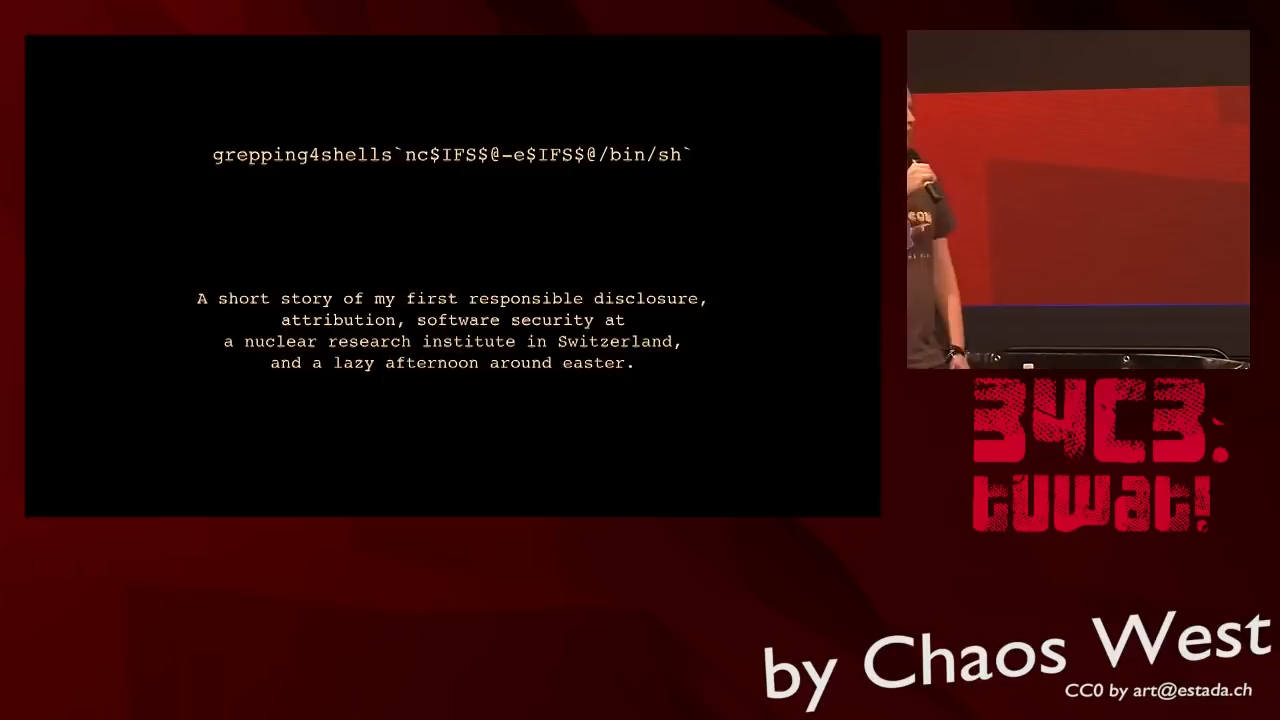 grepping4shells`nc$IFS$@-e$IFS$@/bin/sh`
A short story of my first responsible disclosure,
attribution, software security at
a nuclear research institute in Switzerland,
and a lazy afternoon around easter.
34C3.
tuwat!
by Chaos West
CC0 by art@estada.ch